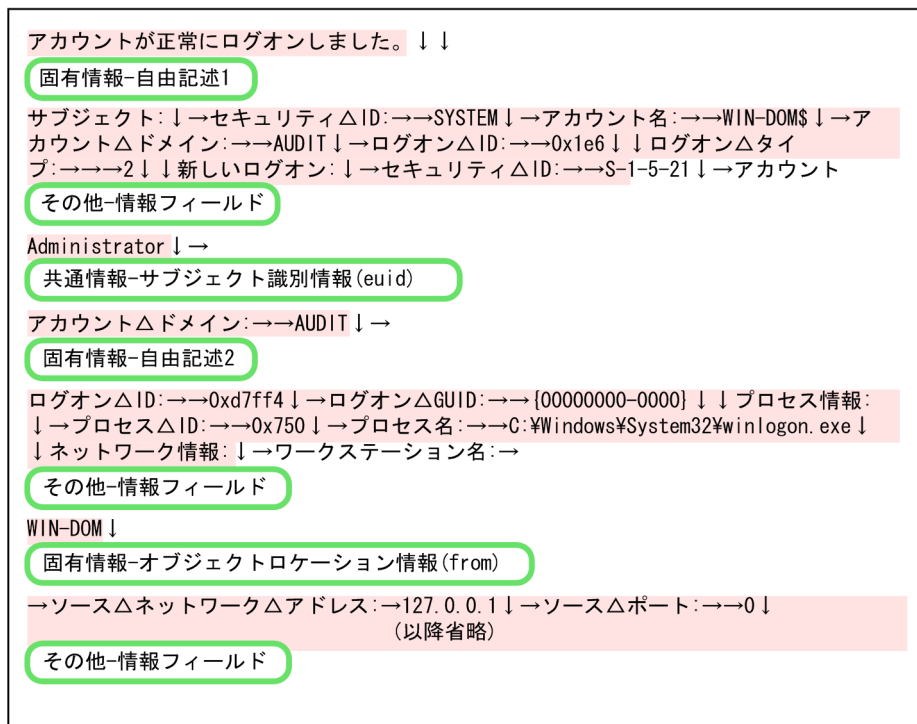 アカウントが正常にログオンしました。↓↓
固有情報−自由記述1
サブジェクト:↓→セキュリティ△ID:→→SYSTEM↓→アカウント名:→→WIN-DOM$↓→ア
カウント△ドメイン:→→AUDIT↓→ログオン△ID:→→0x1e6↓↓ログオン△タイ
プ:→→→2↓↓新しいログオン:↓→セキュリティ△ID:→→S-1-5-21↓→アカウント
その他−情報フィールド
Administrator↓→
共通情報−サブジェクト識別情報(euid)
アカウント△ドメイン:→→AUDIT↓→
固有情報−自由記述2
ログオン△ID:→→0xd7ff4↓→ログオン△GUID:→→{00000000-0000}↓↓プロセス情報:
↓→プロセス△ID:→→0x750↓→プロセス名:→→C:¥Windows¥System32¥winlogon.exe↓
↓ネットワーク情報:↓→ワークステーション名:→
その他−情報フィールド
WIN-DOM↓
固有情報−オブジェクトロケーション情報(from)
→ソース△ネットワーク△アドレス:→127.0.0.1↓→ソース△ポート:→→0↓
(以降省略)
その他−情報フィールド